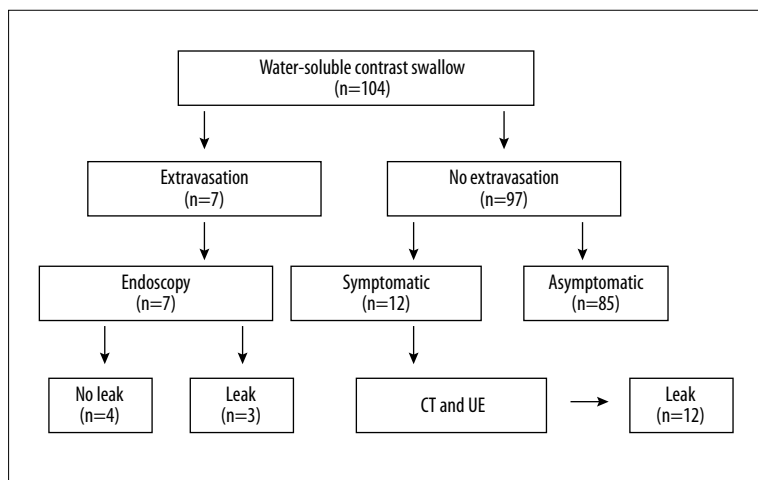 Water-soluble contrast swallow
(n=104)
Extravasation
(n=7)
No extravasation
(n=97)
Endoscopy
(n=7)
Symptomatic
(n=12)
Asymptomatic
(n=85)
No leak
(n=4)
Leak
(n=3)
CT and UE
Leak
(n=12)